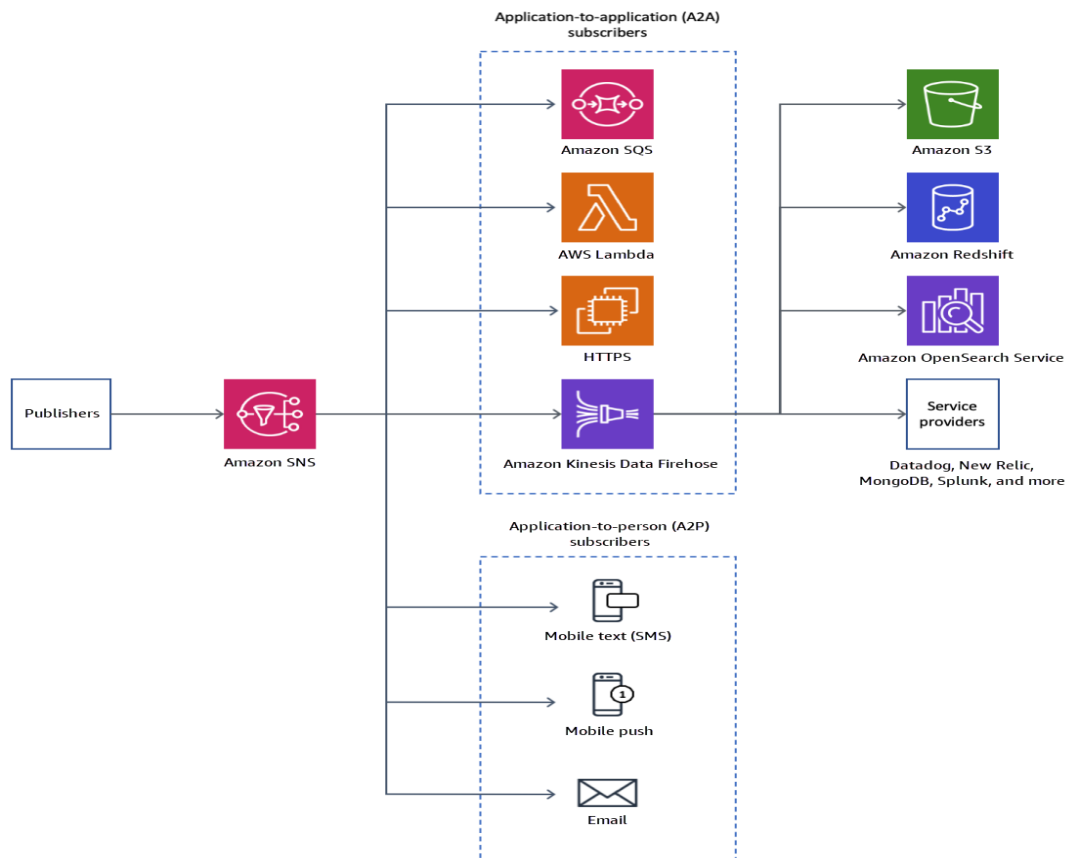 Application-to-application (A2A)
subscribers
Amazon SQS
Amazon S3
AWS Lambda
Amazon Redshift
HTTPS
Amazon OpenSearch Service
Publishers
Amazon SNS
Amazon Kinesis Data Firehose
Service
providers
Datadog, New Relic,
MongoDB, Splunk, and more
Application-to-person (A2P)
subscribers
Mobile text (SMS)
1
Mobile push
Email